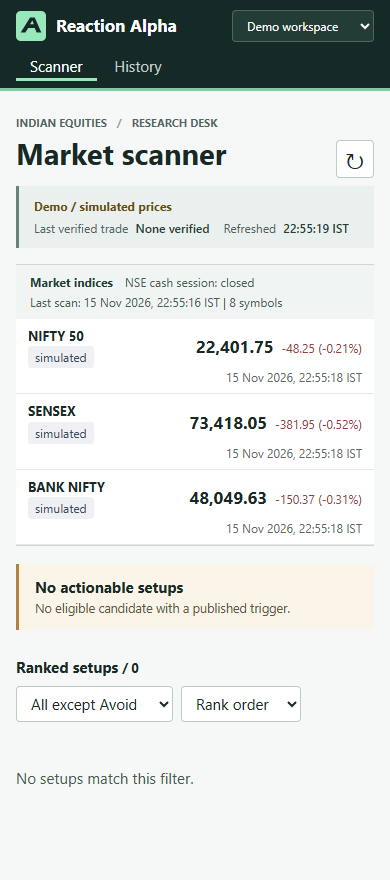 A Reaction Alpha Demo workspace
Scanner History
INDIAN EQUITIES / RESEARCH DESK
Market scanner ↻
Demo / simulated prices
Last verified trade None verified Refreshed 22:55:19 IST
Market indices NSE cash session: closed
Last scan: 15 Nov 2026, 22:55:16 IST | 8 symbols
NIFTY 50
simulated
22,401.75 -48.25 (-0.21%)
15 Nov 2026, 22:55:18 IST
SENSEX
simulated
73,418.05 -381.95 (-0.52%)
15 Nov 2026, 22:55:18 IST
BANK NIFTY
simulated
48,049.63 -150.37 (-0.31%)
15 Nov 2026, 22:55:18 IST
No actionable setups
No eligible candidate with a published trigger.
Ranked setups / 0
All except Avoid Rank order
No setups match this filter.